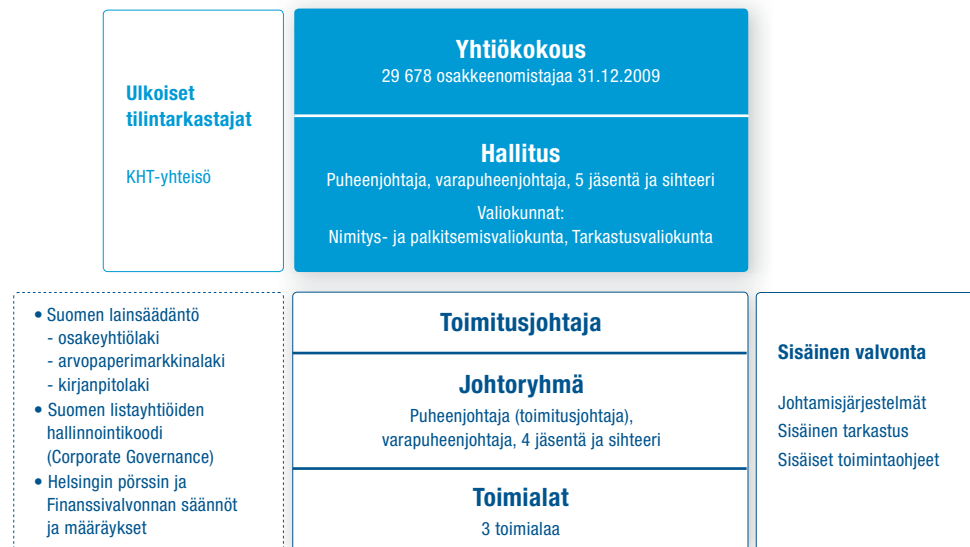 Ulkoiset
tilintarkastajat
KHT-yhteisö
Yhtiökokous
29 678 osakkeenomistajaa 31.12.2009
Hallitus
Puheenjohtaja, varapuheenjohtaja, 5 jäsentä ja sihteeri
Valiokunnat:
Nimitys- ja palkitsemisvaliokunta, Tarkastusvaliokunta
• Suomen lainsäädäntö
- osakeyhtiölaki
- arvopaperimarkkinalaki
- kirjanpitolaki
• Suomen listayhtiöiden
hallinnointikoodi
(Corporate Governance)
• Helsingin pörssin ja
Finanssivalvonnan säännöt
ja määräykset
Toimitusjohtaja
Johtoryhmä
Puheenjohtaja (toimitusjohtaja),
varapuheenjohtaja, 4 jäsentä ja sihteeri
Toimialat
3 toimialaa
Sisäinen valvonta
Johtamisjärjestelmät
Sisäinen tarkastus
Sisäiset toimintaohjeet